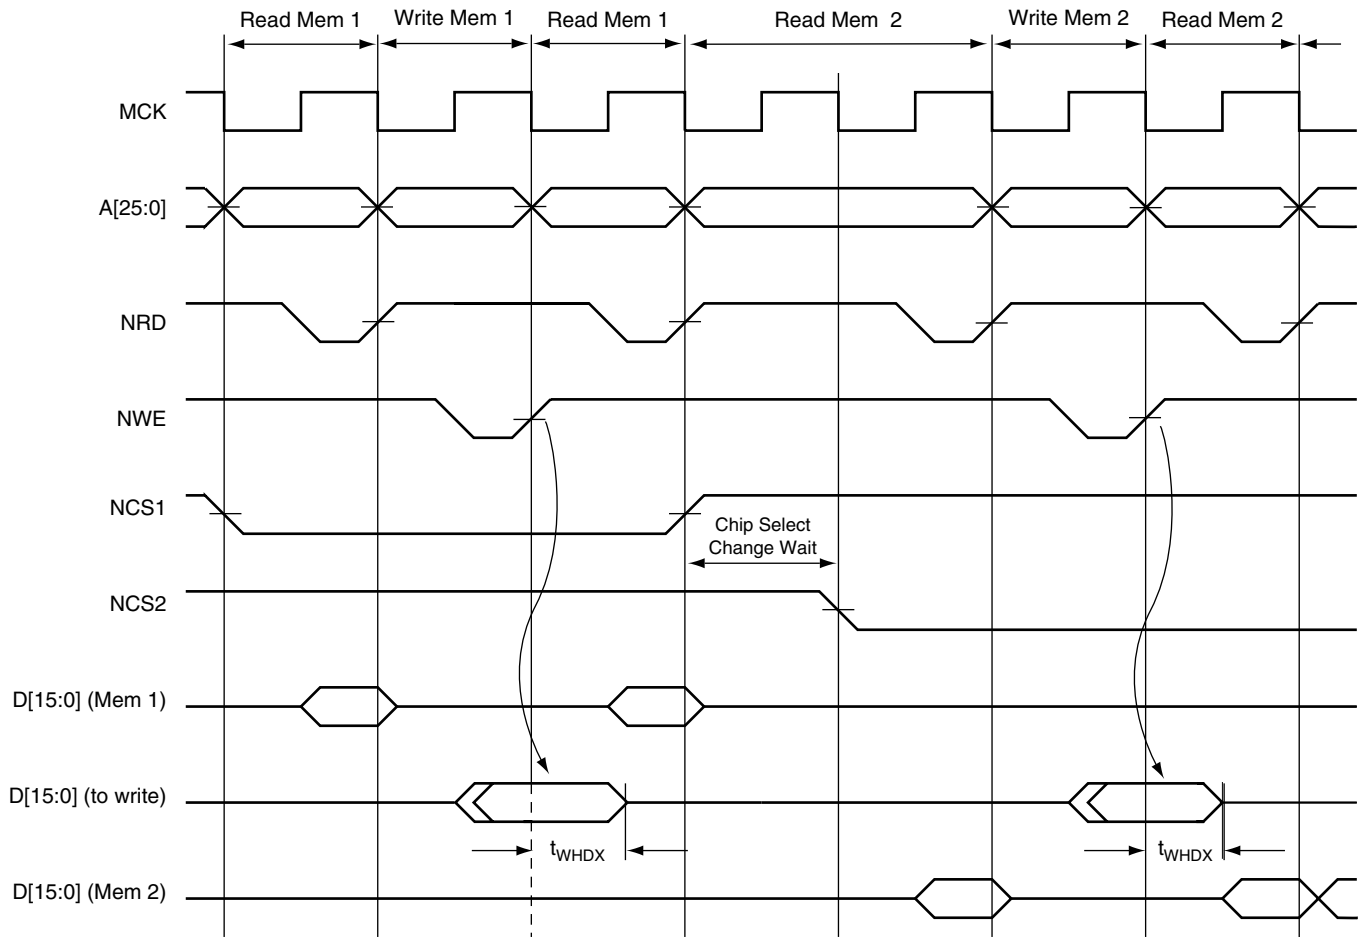 Read Mem 1
Write Mem 1
Read Mem 1
Read Mem 2
Write Mem 2
Read Mem 2
MCK
A[25:0]
NRD
NWE
NCS1
Chip Select
Change Wait
NCS2
D[15:0] (Mem 1)
D[15:0] (to write)
tWHDX
tWHDX
D[15:0] (Mem 2)